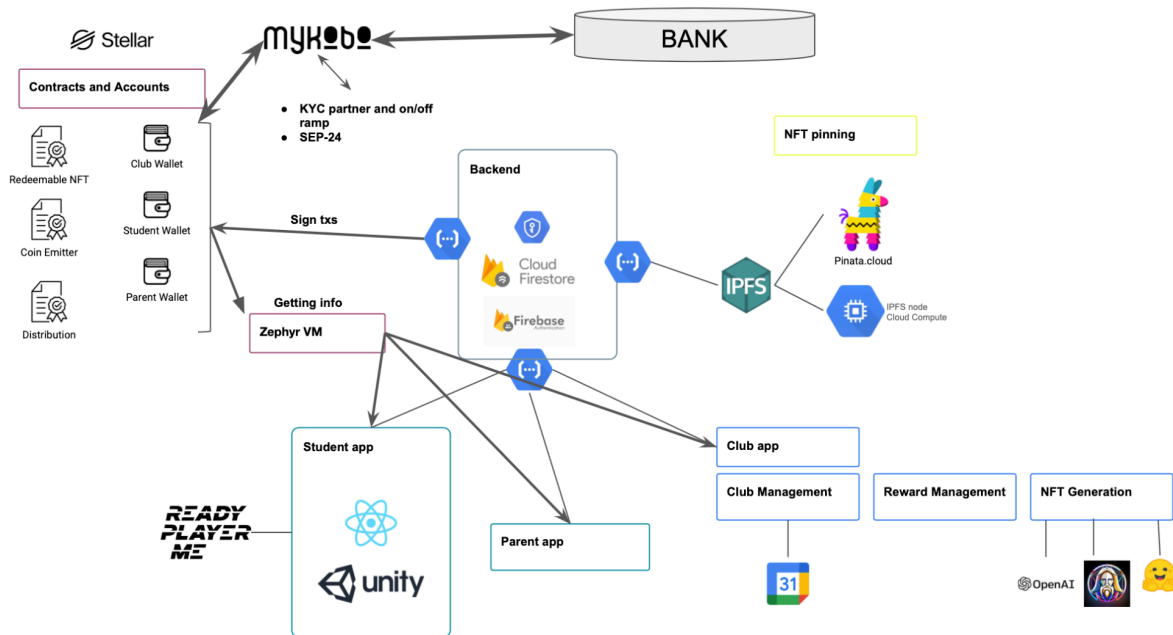 Stellar
mykobo
BANK
Contracts and Accounts
• KYC partner and on/off
ramp
• SEP-24
NFT pinning
Redeemable NFT
Club Wallet
Backend
Sign txs
Coin Emitter
Student Wallet
Cloud
Firestore
Pinata.cloud
IPFS
IPFS node
Cloud Compute
Distribution
Parent Wallet
Getting info
Zephyr VM
Firebase
Authentication
Student app
Club app
Club Management
Reward Management
NFT Generation
READY
PLAYER
ME
Parent app
unity
31
OpenAI